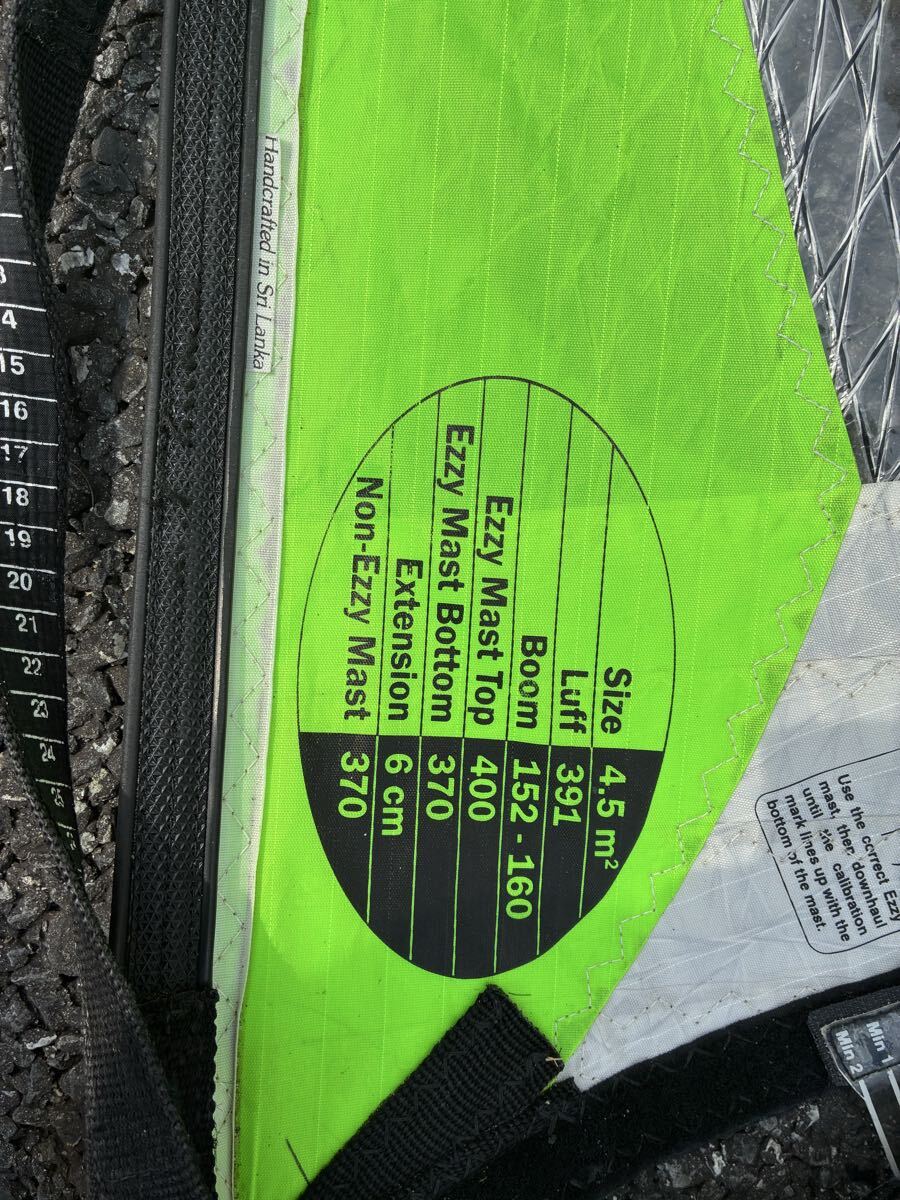 Handcrafted in Sri Lanka
Size 4.5 m²
Luff 391
Boom 152 - 160
Ezzy Mast Top 400
Ezzy Mast Bottom 370
Extension 6 cm
Non-Ezzy Mast 370
Use the correct Ezzy
mast, then downhaul
until the calibration
mark lines up with the
bottom of the mast.
Min 1
Min 2
4
15
16
17
18
19
20
21
22
23
24